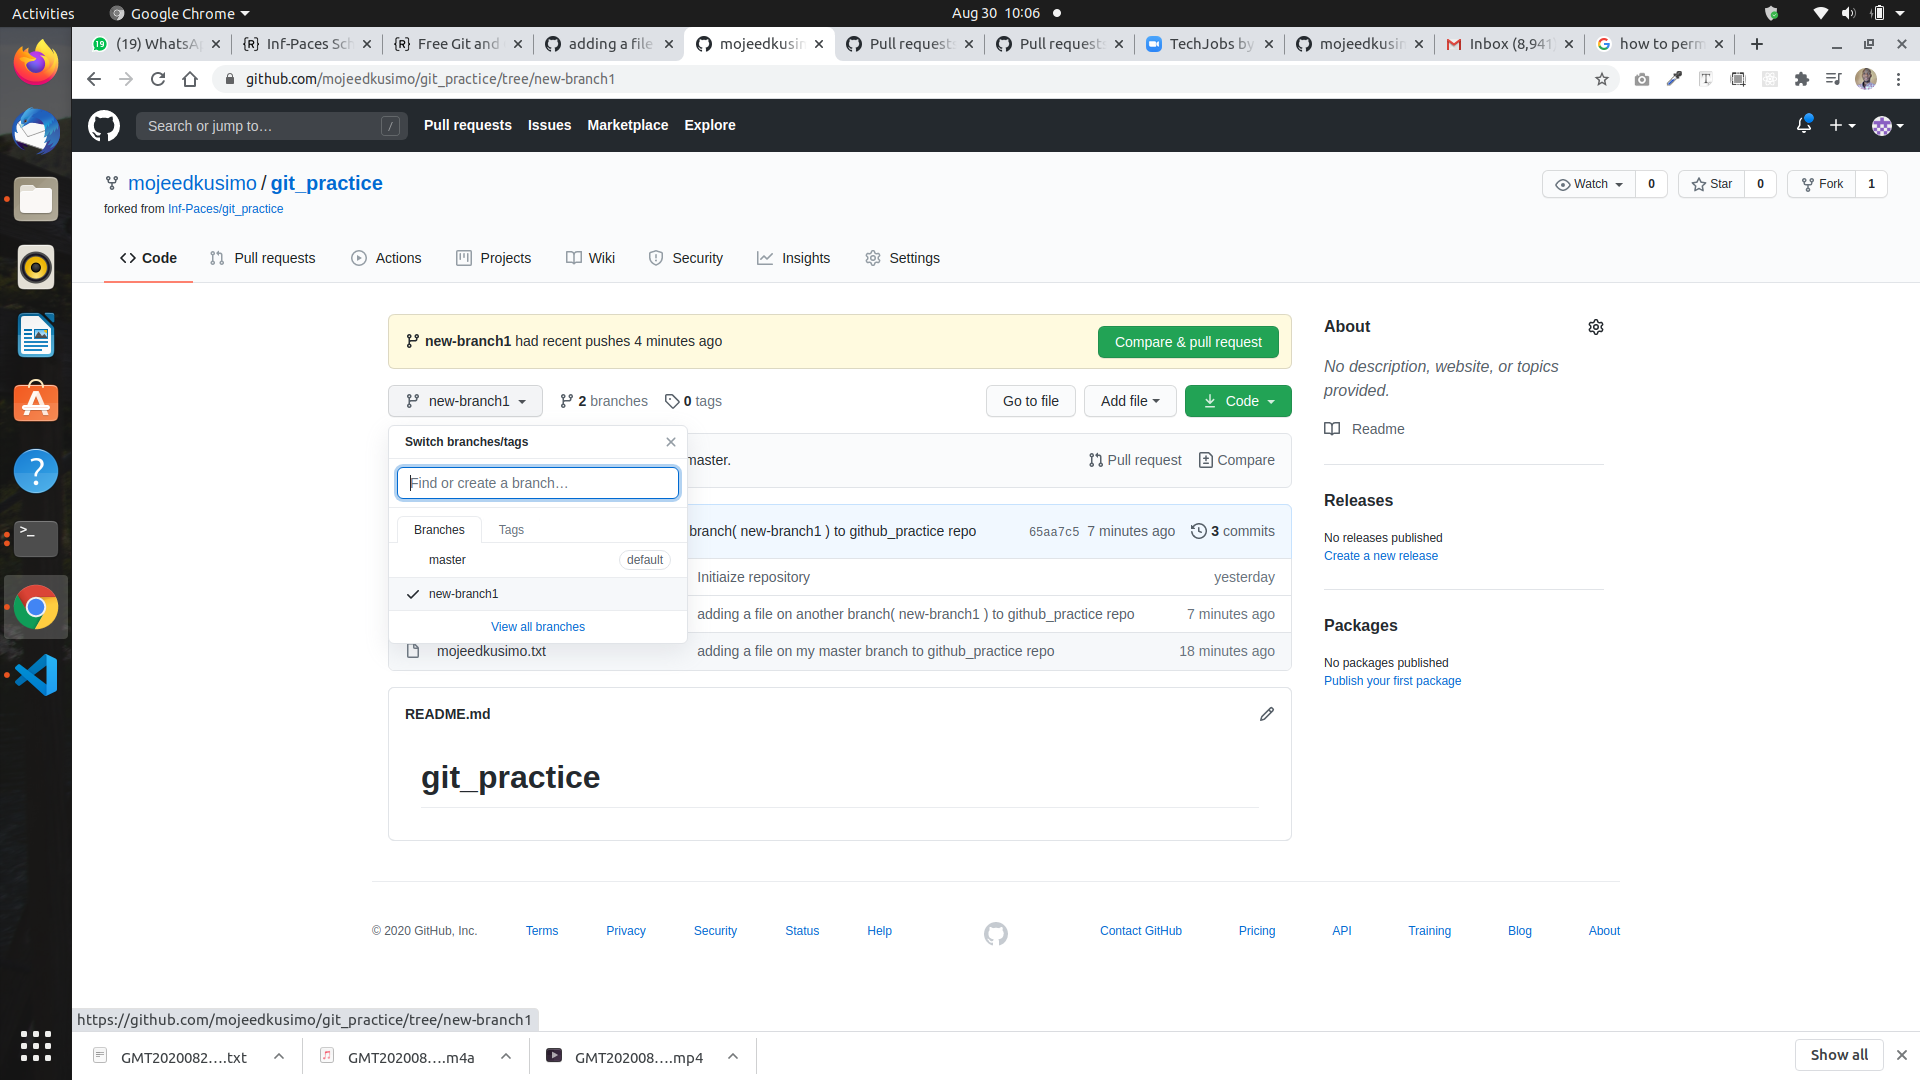 Activities
Google Chrome
Aug 30 10:06
(19) WhatsA
Inf-Paces Sch
Free Git and
adding a file
mojeedkusim
Pull requests
Pull requests
TechJobs by
mojeedkusim
Inbox (8,941)
how to perm
github.com/mojeedkusimo/git_practice/tree/new-branch1
Search or jump to…
/
Pull requests
Issues
Marketplace
Explore
mojeedkusimo / git_practice
forked from Inf-Paces/git_practice
Watch 0
Star 0
Fork 1
Code
Pull requests
Actions
Projects
Wiki
Security
Insights
Settings
new-branch1 had recent pushes 4 minutes ago
Compare & pull request
new-branch1
2 branches
0 tags
Go to file
Add file
Code
Switch branches/tags
Find or create a branch…
Branches
Tags
master
default
new-branch1
View all branches
master.
Pull request
Compare
branch( new-branch1 ) to github_practice repo
65aa7c5 7 minutes ago
3 commits
Initiaize repository
yesterday
adding a file on another branch( new-branch1 ) to github_practice repo
7 minutes ago
mojeedkusimo.txt
adding a file on my master branch to github_practice repo
18 minutes ago
README.md
git_practice
About
No description, website, or topics
provided.
Readme
Releases
No releases published
Create a new release
Packages
No packages published
Publish your first package
© 2020 GitHub, Inc.
Terms
Privacy
Security
Status
Help
Contact GitHub
Pricing
API
Training
Blog
About
https://github.com/mojeedkusimo/git_practice/tree/new-branch1
GMT2020082….txt
GMT202008….m4a
GMT202008….mp4
Show all